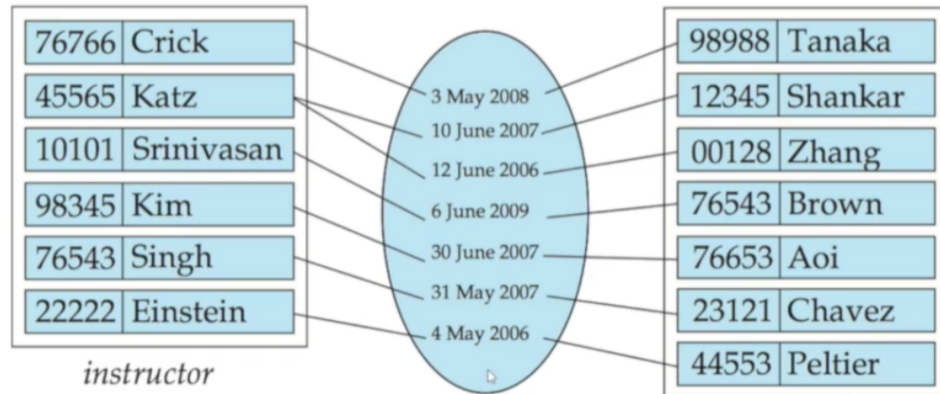 76766 Crick
45565 Katz
10101 Srinivasan
98345 Kim
76543 Singh
22222 Einstein
instructor
3 May 2008
10 June 2007
12 June 2006
6 June 2009
30 June 2007
31 May 2007
4 May 2006
98988 Tanaka
12345 Shankar
00128 Zhang
76543 Brown
76653 Aoi
23121 Chavez
44553 Peltier